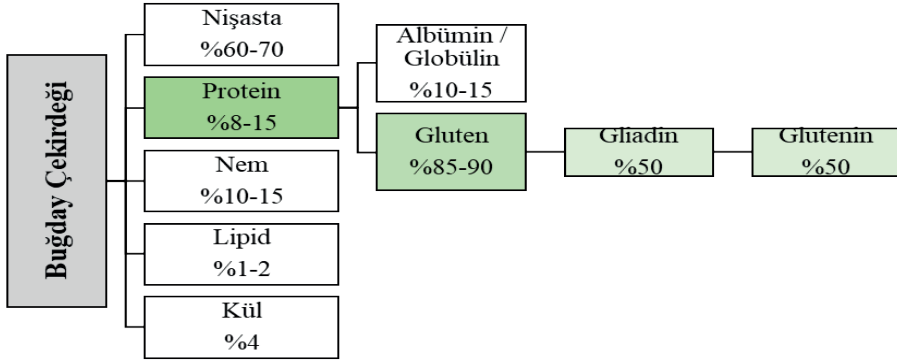 Buğday Çekirdeği
Nişasta
%60-70
Protein
%8-15
Nem
%10-15
Lipid
%1-2
Kül
%4
Albümin /
Globülin
%10-15
Gluten
%85-90
Gliadin
%50
Glutenin
%50